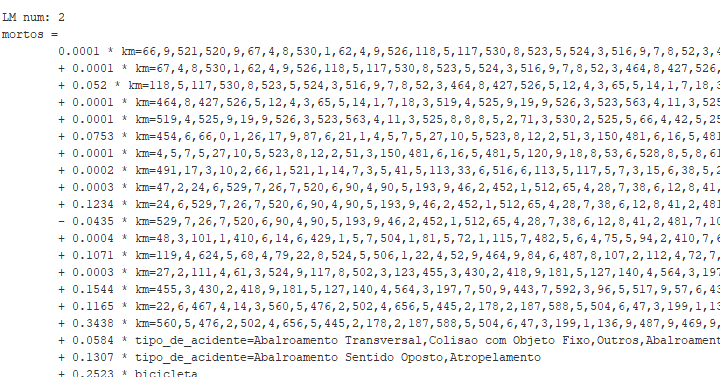 LM num: 2
mortos =
0.0001 * km=66,9,521,520,9,67,4,8,530,1,62,4,9,526,118,5,117,530,8,523,5,524,3,516,9,7,8,52,3,4
+ 0.0001 * km=67,4,8,530,1,62,4,9,526,118,5,117,530,8,523,5,524,3,516,9,7,8,52,3,464,8,427,526,
+ 0.052 * km=118,5,117,530,8,523,5,524,3,516,9,7,8,52,3,464,8,427,526,5,12,4,3,65,5,14,1,7,18,3
+ 0.0001 * km=464,8,427,526,5,12,4,3,65,5,14,1,7,18,3,519,4,525,9,19,9,526,3,523,563,4,11,3,525
+ 0.0001 * km=519,4,525,9,19,9,526,3,523,563,4,11,3,525,8,8,8,5,2,71,3,530,2,525,5,66,4,42,5,25
+ 0.0753 * km=454,6,66,0,1,26,17,9,87,6,21,1,4,5,7,5,27,10,5,523,8,12,2,51,3,150,481,6,16,5,481
+ 0.0001 * km=4,5,7,5,27,10,5,523,8,12,2,51,3,150,481,6,16,5,481,5,120,9,18,8,53,6,528,8,5,8,61
+ 0.0002 * km=491,17,3,10,2,66,1,521,1,14,7,3,5,41,5,113,33,6,516,6,113,5,117,5,7,3,15,6,38,5,2
+ 0.0003 * km=47,2,24,6,529,7,26,7,520,6,90,4,90,5,193,9,46,2,452,1,512,65,4,28,7,38,6,12,8,41,
+ 0.1234 * km=24,6,529,7,26,7,520,6,90,4,90,5,193,9,46,2,452,1,512,65,4,28,7,38,6,12,8,41,2,481
- 0.0435 * km=529,7,26,7,520,6,90,4,90,5,193,9,46,2,452,1,512,65,4,28,7,38,6,12,8,41,2,481,7,10
+ 0.0004 * km=48,3,101,1,410,6,14,6,429,1,5,7,504,1,81,5,72,1,115,7,482,5,6,4,75,5,94,2,410,7,6
+ 0.1071 * km=119,4,624,5,68,4,79,22,8,524,5,506,1,22,4,52,9,464,9,84,6,487,8,107,2,112,4,72,7,
+ 0.0003 * km=27,2,111,4,61,3,524,9,117,8,502,3,123,455,3,430,2,418,9,181,5,127,140,4,564,3,197
+ 0.1544 * km=455,3,430,2,418,9,181,5,127,140,4,564,3,197,7,50,9,443,7,592,3,96,5,517,9,57,6,43
+ 0.1165 * km=22,6,467,4,14,3,560,5,476,2,502,4,656,5,445,2,178,2,187,588,5,504,6,47,3,199,1,13
+ 0.3438 * km=560,5,476,2,502,4,656,5,445,2,178,2,187,588,5,504,6,47,3,199,1,136,9,487,9,469,9,
+ 0.0584 * tipo_de_acidente=Abalroamento Transversal,Colisao com Objeto Fixo,Outros,Abalroament
+ 0.1307 * tipo_de_acidente=Abalroamento Sentido Oposto,Atropelamento
+ 0.2523 * bicicleta